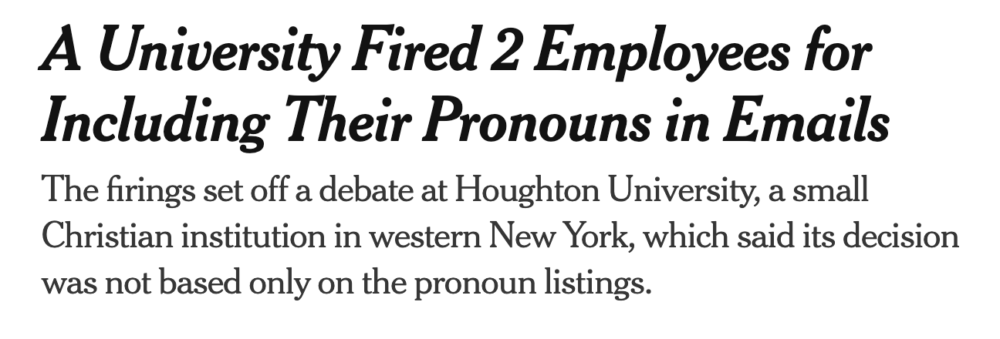 A University Fired 2 Employees for
Including Their Pronouns in Emails
The firings set off a debate at Houghton University, a small
Christian institution in western New York, which said its decision
was not based only on the pronoun listings.